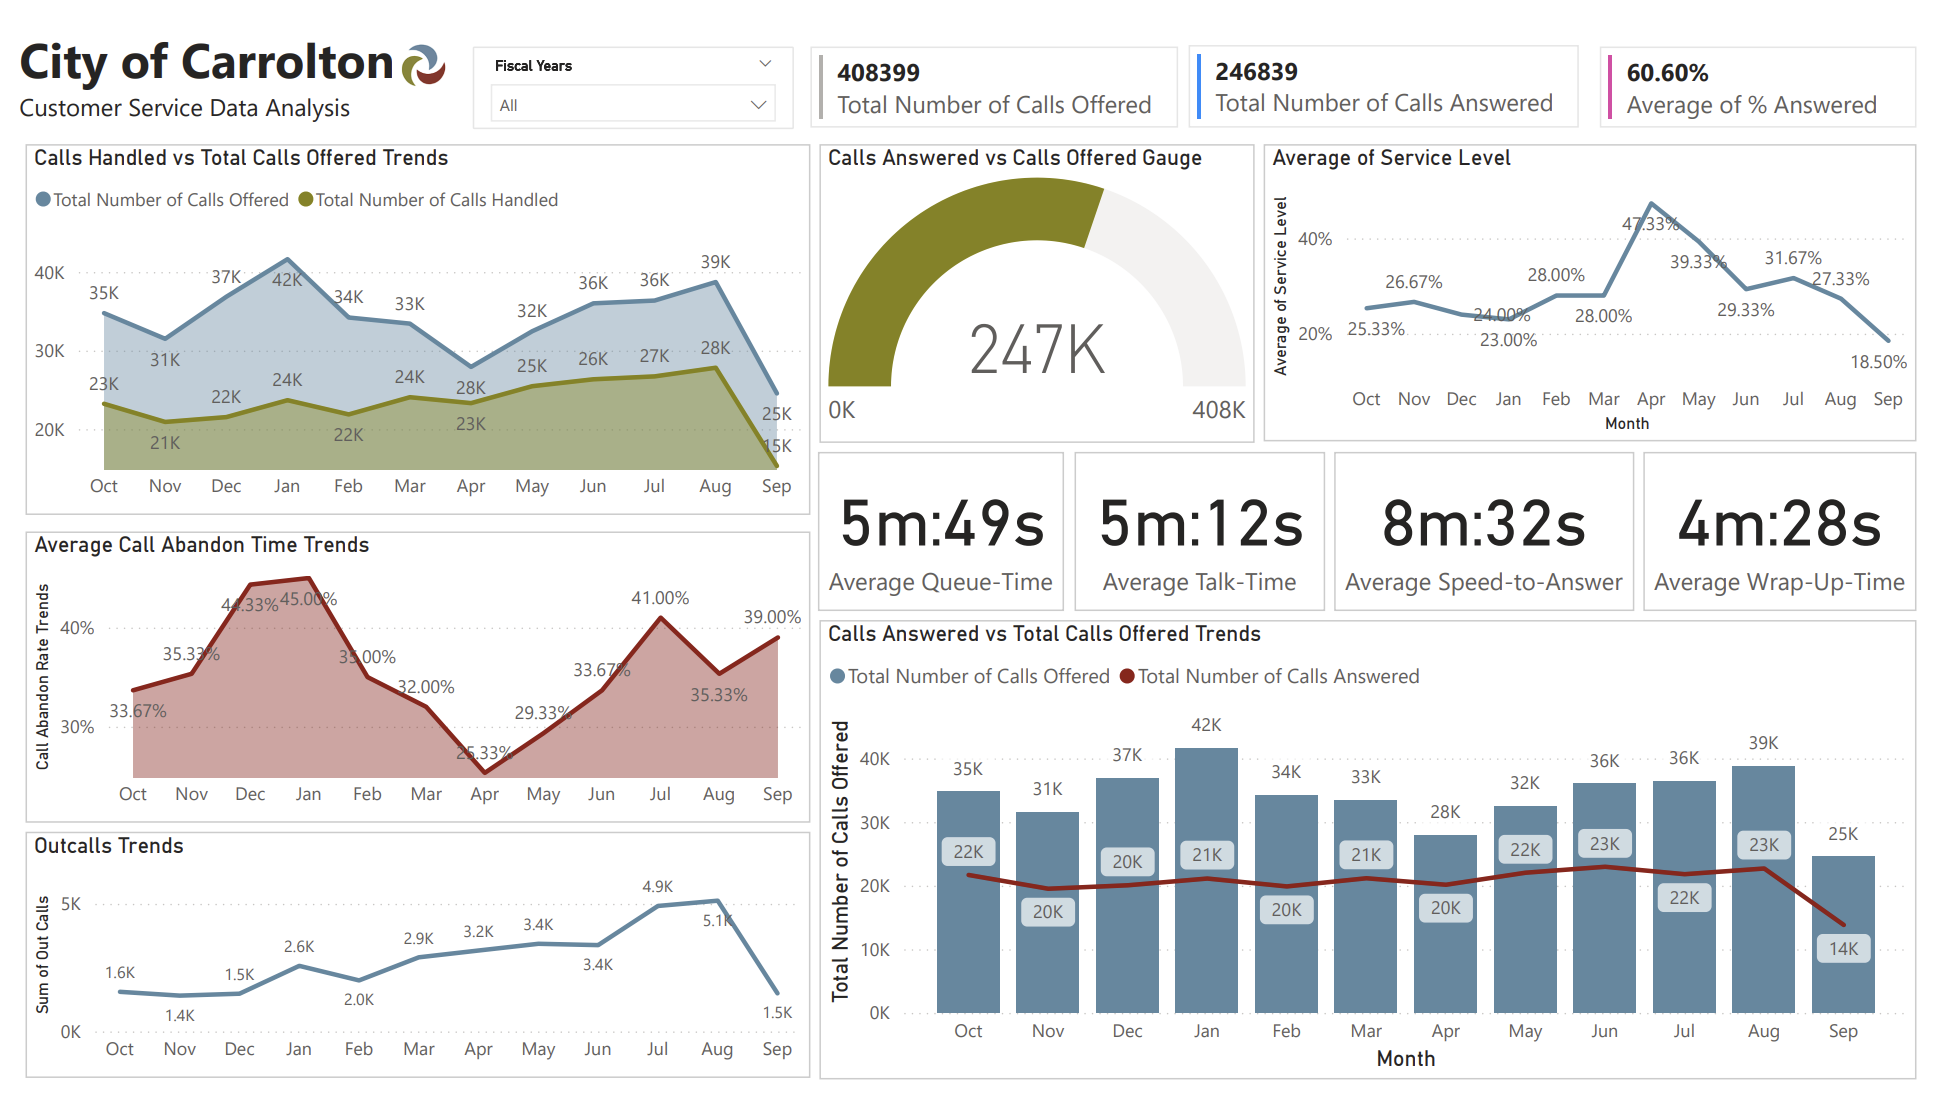 City of Carrolton
Customer Service Data Analysis
Fiscal Years
All
408399
Total Number of Calls Offered
246839
Total Number of Calls Answered
60.60%
Average of % Answered
Calls Handled vs Total Calls Offered Trends
Total Number of Calls Offered Total Number of Calls Handled
40K
30K
20K
35K 31K 37K 42K 34K 33K 28K 32K 36K 36K 39K 25K
23K 21K 22K 24K 22K 24K 23K 25K 26K 27K 28K 15K
Oct Nov Dec Jan Feb Mar Apr May Jun Jul Aug Sep
Calls Answered vs Calls Offered Gauge
247K
0K 408K
Average of Service Level
Average of Service Level
40%
20%
25.33% 26.67% 24.00% 23.00% 28.00% 28.00% 47.33% 39.33% 29.33% 31.67% 27.33% 18.50%
Oct Nov Dec Jan Feb Mar Apr May Jun Jul Aug Sep
Month
5m:49s
Average Queue-Time
5m:12s
Average Talk-Time
8m:32s
Average Speed-to-Answer
4m:28s
Average Wrap-Up-Time
Average Call Abandon Time Trends
Call Abandon Rate Trends
40%
30%
33.67% 35.33% 44.33% 45.00% 35.00% 32.00% 25.33% 29.33% 33.67% 41.00% 35.33% 39.00%
Oct Nov Dec Jan Feb Mar Apr May Jun Jul Aug Sep
Outcalls Trends
Sum of Out Calls
5K
0K
1.6K 1.4K 1.5K 2.6K 2.0K 2.9K 3.2K 3.4K 3.4K 4.9K 5.1K 1.5K
Oct Nov Dec Jan Feb Mar Apr May Jun Jul Aug Sep
Calls Answered vs Total Calls Offered Trends
Total Number of Calls Offered Total Number of Calls Answered
Total Number of Calls Offered
40K
30K
20K
10K
0K
35K 31K 37K 42K 34K 33K 28K 32K 36K 36K 39K 25K
22K 20K 20K 21K 20K 21K 20K 22K 23K 22K 23K 14K
Oct Nov Dec Jan Feb Mar Apr May Jun Jul Aug Sep
Month